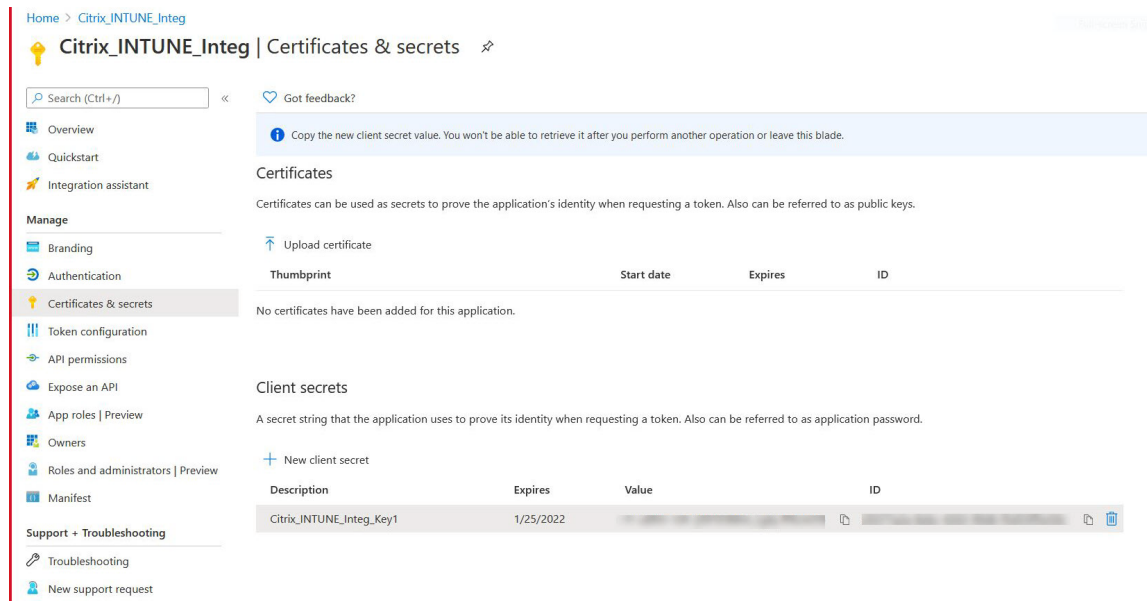 Home > Citrix_INTUNE_Integ
Citrix_INTUNE_Integ | Certificates & secrets
Search (Ctrl+/)
«
Got feedback?
Overview
Quickstart
Integration assistant
Manage
Branding
Authentication
Certificates & secrets
Token configuration
API permissions
Expose an API
App roles | Preview
Owners
Roles and administrators | Preview
Manifest
Support + Troubleshooting
Troubleshooting
New support request
Copy the new client secret value. You won't be able to retrieve it after you perform another operation or leave this blade.
Certificates
Certificates can be used as secrets to prove the application's identity when requesting a token. Also can be referred to as public keys.
Upload certificate
Thumbprint Start date Expires ID
No certificates have been added for this application.
Client secrets
A secret string that the application uses to prove its identity when requesting a token. Also can be referred to as application password.
New client secret
Description Expires Value ID
Citrix_INTUNE_Integ_Key1 1/25/2022